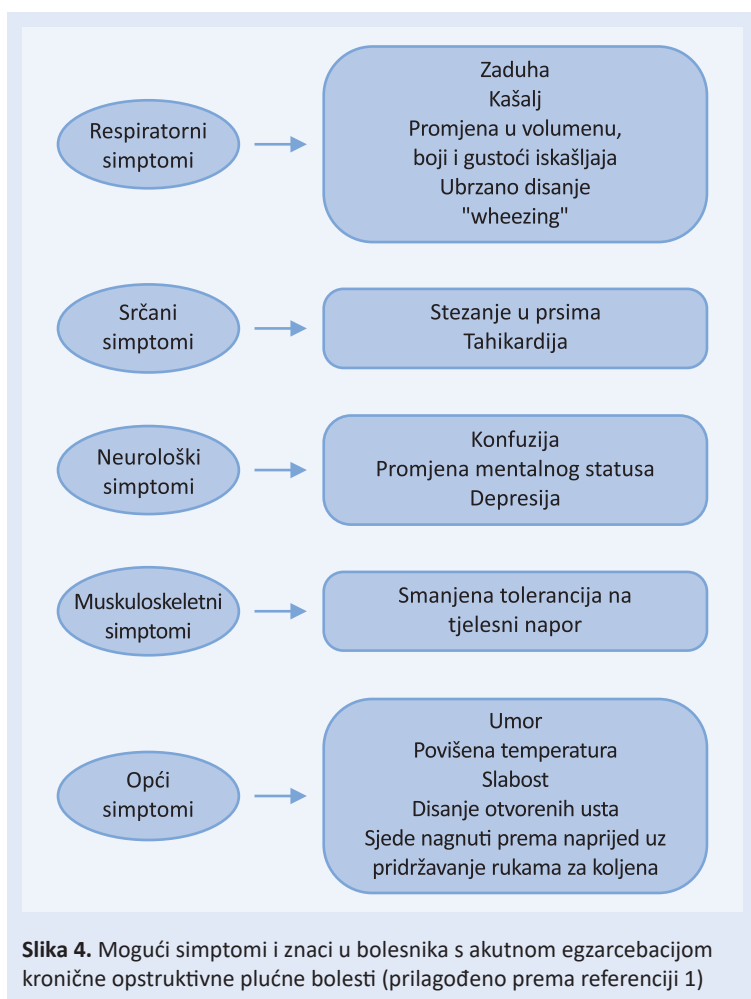 Respiratorni
simptomi
Zaduha
Kašalj
Promjena u volumenu,
boji i gustoći iskašljaja
Ubrzano disanje
"wheezing"
Srčani
simptomi
Stezanje u prsima
Tahikardija
Neurološki
simptomi
Konfuzija
Promjena mentalnog statusa
Depresija
Muskuloskeletni
simptomi
Smanjena tolerancija na
tjelesni napor
Opći
simptomi
Umor
Povišena temperatura
Slabost
Disanje otvorenih usta
Sjede nagnuti prema naprijed uz
pridržavanje rukama za koljena
Slika 4. Mogući simptomi i znaci u bolesnika s akutnom egzarcebacijom
kronične opstruktivne plućne bolesti (prilagođeno prema referenciji 1)